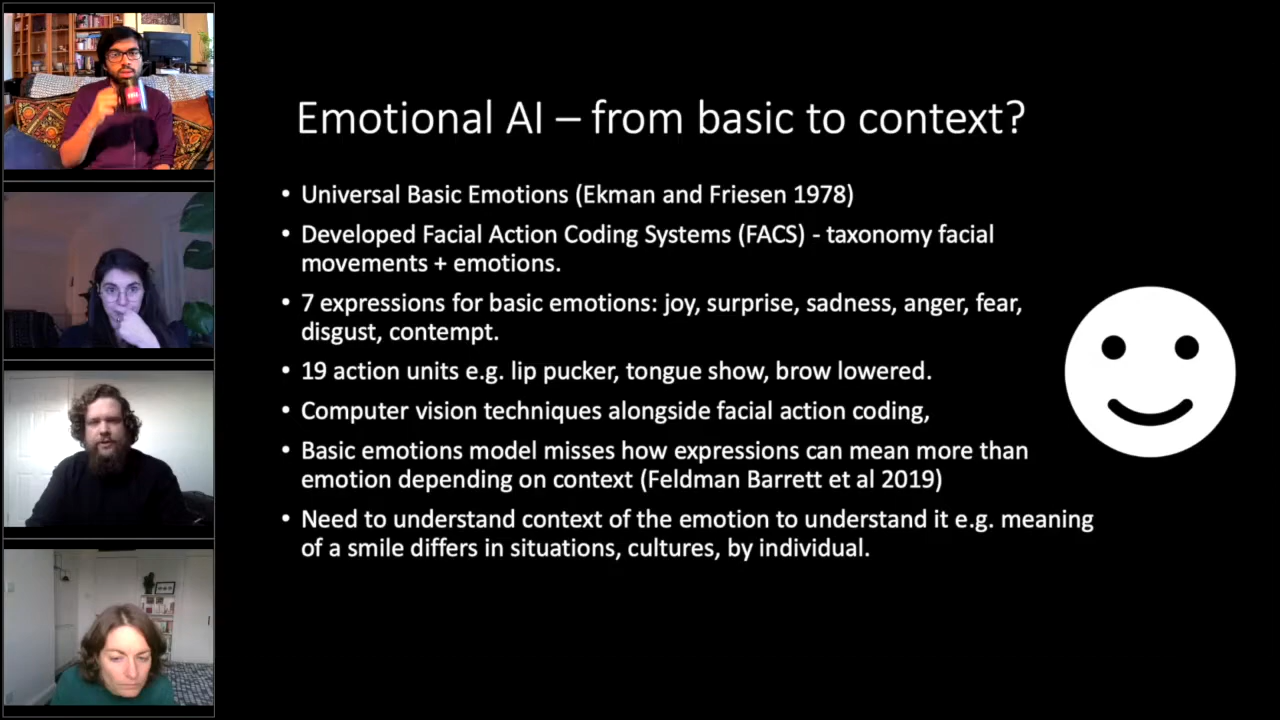 Emotional AI – from basic to context?
• Universal Basic Emotions (Ekman and Friesen 1978)
• Developed Facial Action Coding Systems (FACS) - taxonomy facial
movements + emotions.
• 7 expressions for basic emotions: joy, surprise, sadness, anger, fear,
disgust, contempt.
• 19 action units e.g. lip pucker, tongue show, brow lowered.
• Computer vision techniques alongside facial action coding,
• Basic emotions model misses how expressions can mean more than
emotion depending on context (Feldman Barrett et al 2019)
• Need to understand context of the emotion to understand it e.g. meaning
of a smile differs in situations, cultures, by individual.